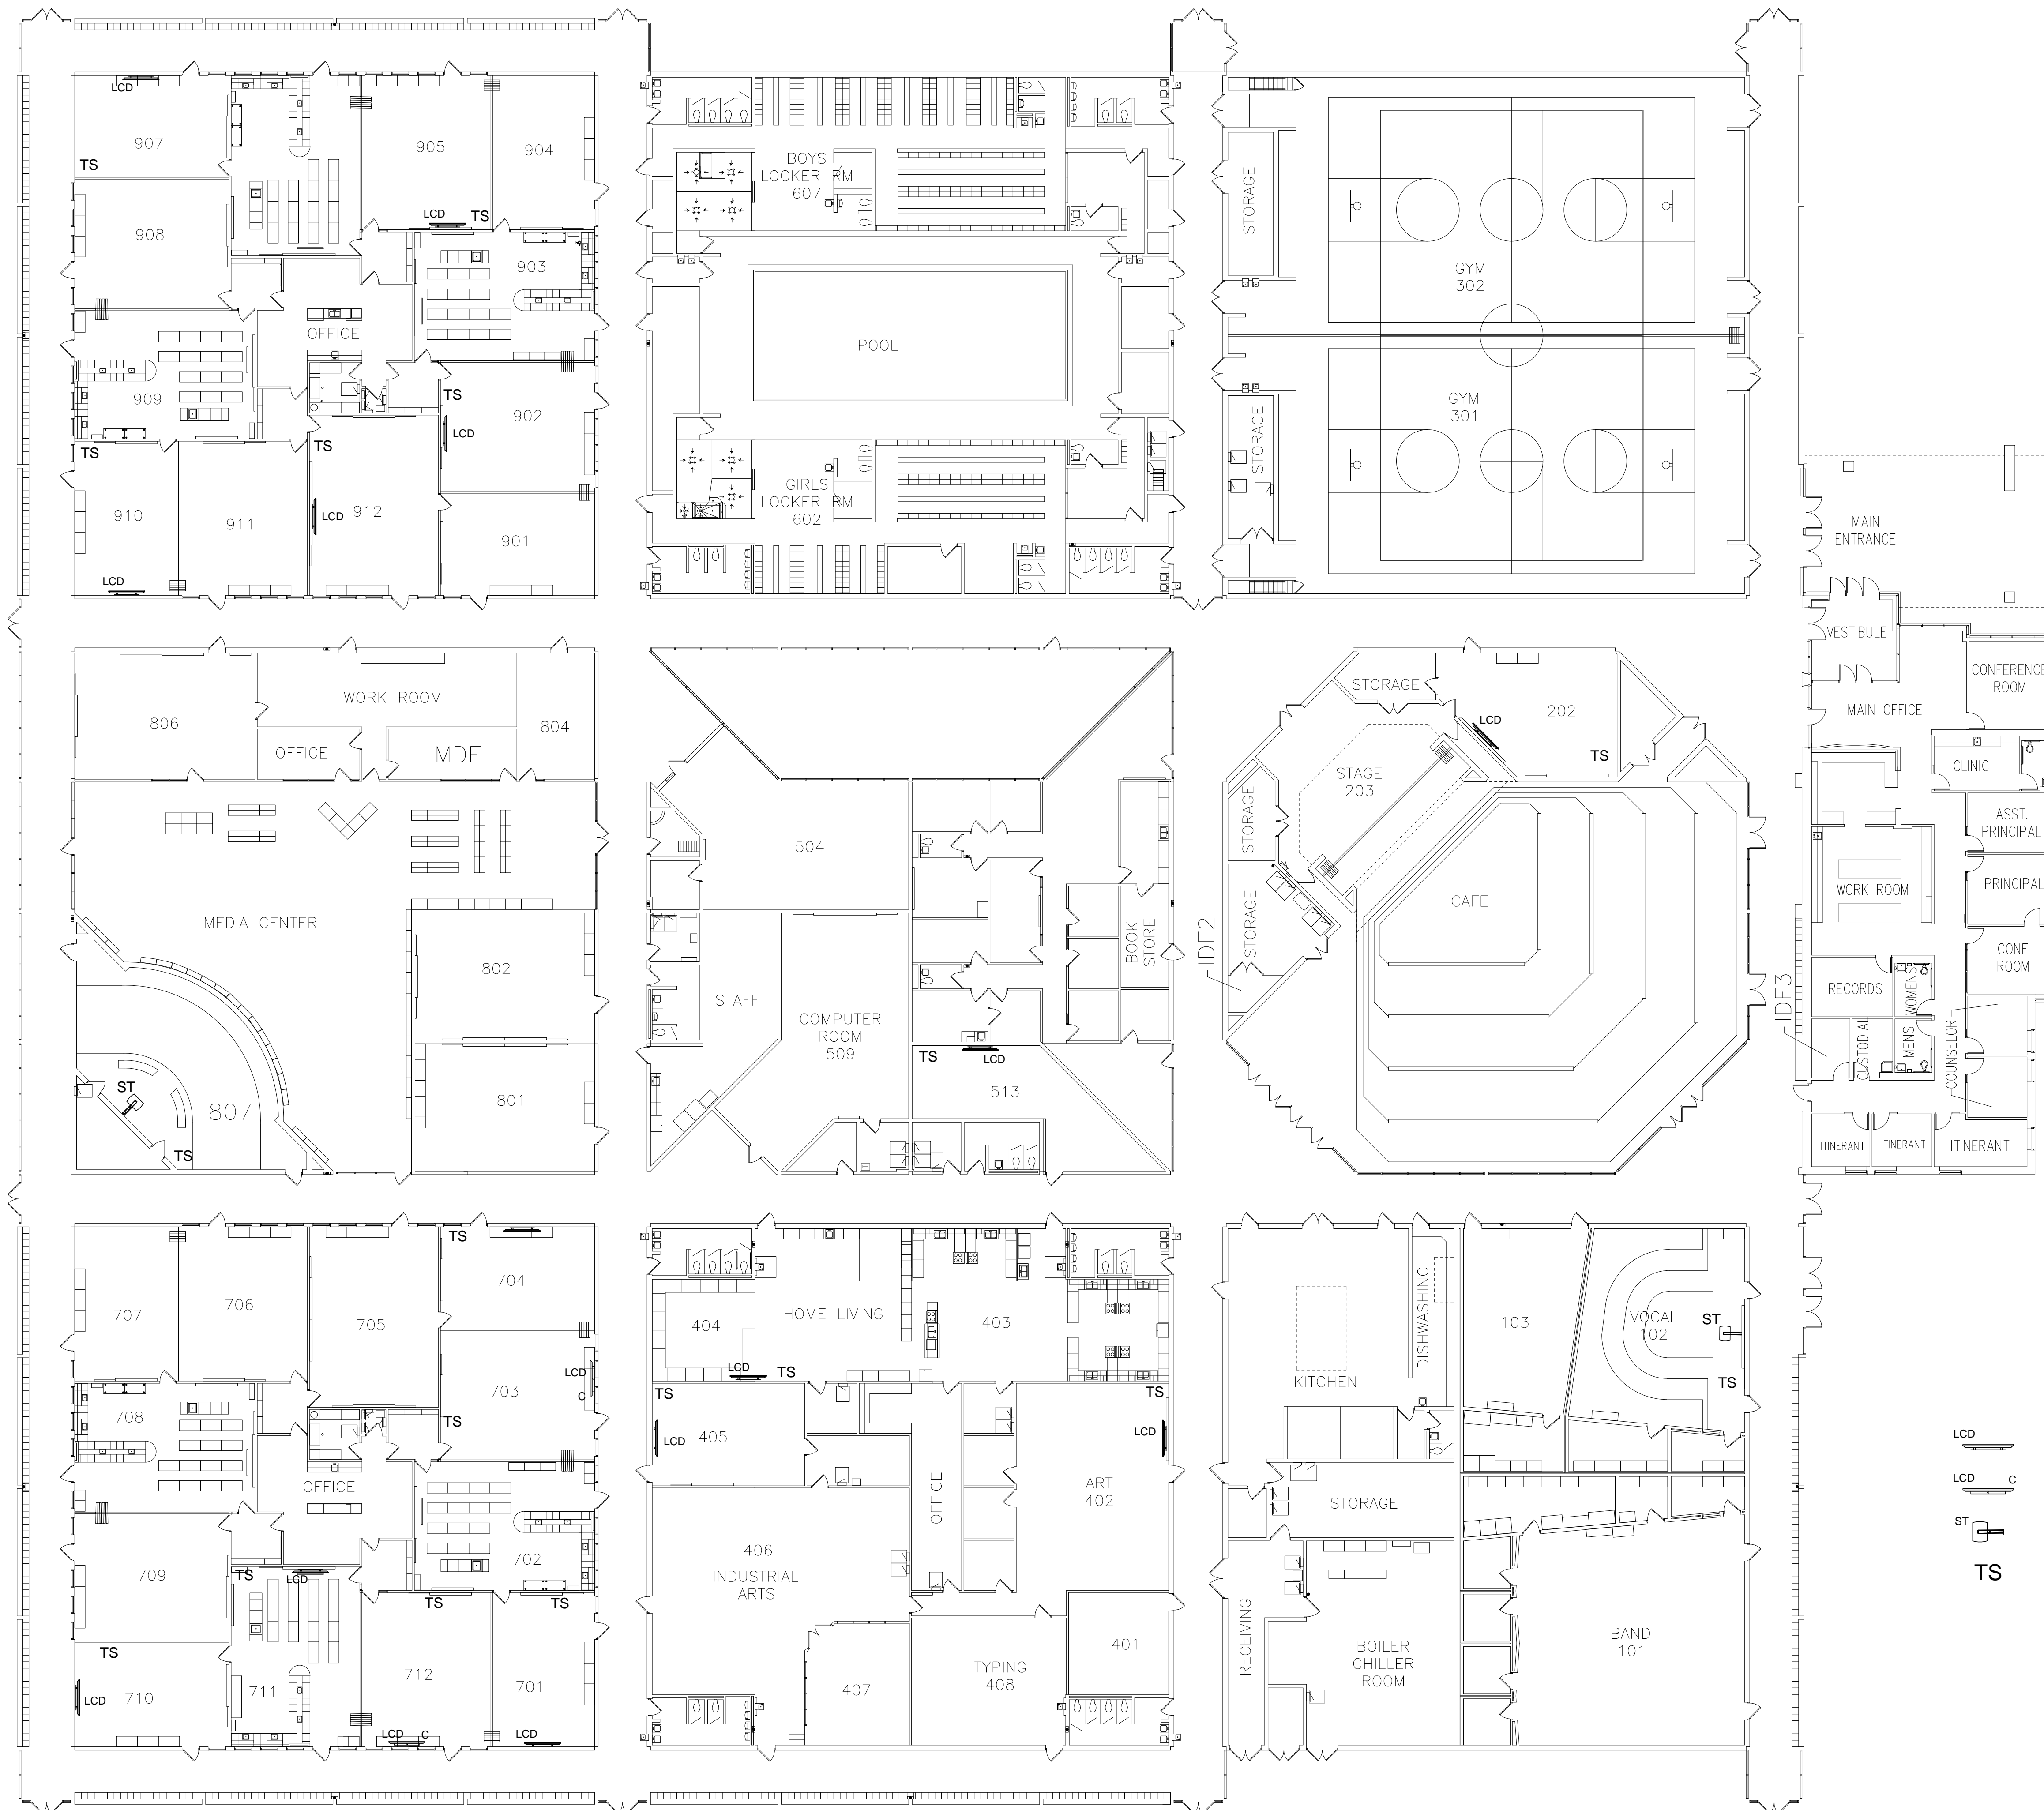 LCD
907
TS
905
904
LCD
TS
908
903
OFFICE
909
TS
902
LCD
TS
TS
910
911
LCD
912
901
LCD
BOYS
LOCKER RM
607
POOL
GIRLS
LOCKER RM
602
STORAGE
GYM
302
GYM
301
STORAGE
MAIN
ENTRANCE
VESTIBULE
CONFERENCE
ROOM
MAIN OFFICE
CLINIC
ASST.
PRINCIPAL
PRINCIPAL
WORK ROOM
CONF
ROOM
RECORDS
WOMENS
IDF3
CUSTODIAL
MENS
COUNSELOR
ITINERANT
ITINERANT
ITINERANT
806
WORK ROOM
804
OFFICE
MDF
MEDIA CENTER
802
801
ST
807
TS
504
STAFF
COMPUTER
ROOM
509
BOOK
STORE
TS
LCD
513
STORAGE
202
LCD
TS
STAGE
203
STORAGE
CAFE
STORAGE
IDF2
TS
704
707
706
705
LCD
703
C
TS
708
OFFICE
702
709
TS
LCD
TS
TS
TS
710
LCD
711
712
701
LCD
C
LCD
HOME LIVING
404
403
LCD
TS
TS
405
LCD
TS
LCD
ART
402
OFFICE
406
INDUSTRIAL
ARTS
401
TYPING
408
407
DISHWASHING
KITCHEN
103
VOCAL
102
ST
TS
STORAGE
RECEIVING
BOILER
CHILLER
ROOM
BAND
101
LCD
LCD
C
ST
TS